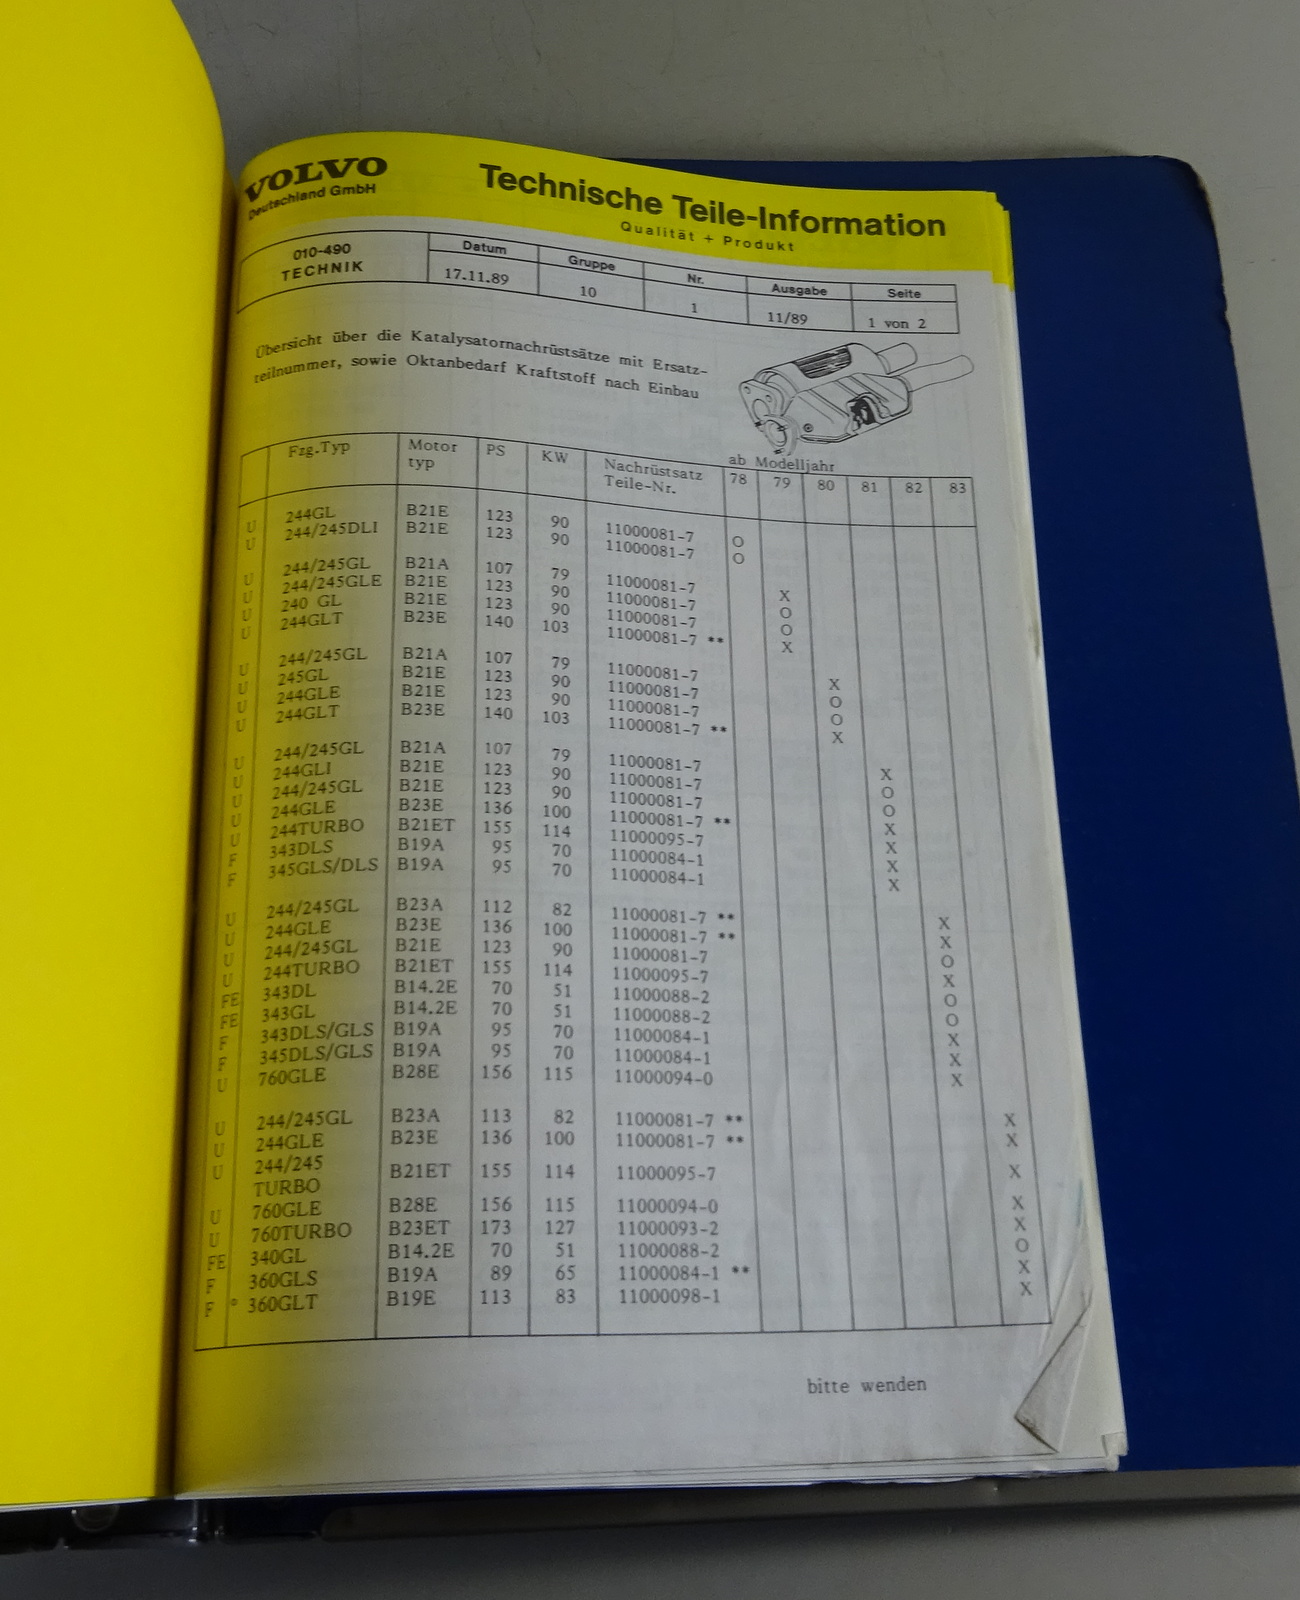 VOLVO
Deutschland GmbH
Technische Teile-Information
Qualität + Produkt
010-490
TECHNIK
Datum Gruppe Nr. Ausgabe Seite
17.11.89 10 1 11/89 1 von 2
Übersicht über die Katalysatornachrüstsätze mit Ersatz-
teilnummer, sowie Oktanbedarf Kraftstoff nach Einbau
Fzg.Typ Motor typ PS KW Nachrüstsatz Teile-Nr. ab Modelljahr
78 79 80 81 82 83
U 244GL B21E 123 90 11000081-7 O
U 244/245DLI B21E 123 90 11000081-7 O
U 244/245GL B21A 107 79 11000081-7 X
U 244/245GLE B21E 123 90 11000081-7 O
U 240 GL B21E 123 90 11000081-7 O
U 244GLT B23E 140 103 11000081-7 ** X
U 244/245GL B21A 107 79 11000081-7 X
U 245GL B21E 123 90 11000081-7 O
U 244GLE B21E 123 90 11000081-7 O
U 244GLT B23E 140 103 11000081-7 ** X
U 244/245GL B21A 107 79 11000081-7 X
U 244GLI B21E 123 90 11000081-7 O
U 244/245GL B21E 123 90 11000081-7 O
U 244GLE B23E 136 100 11000081-7 ** X
U 244TURBO B21ET 155 114 11000095-7 X
F 343DLS B19A 95 70 11000084-1 X
F 345GLS/DLS B19A 95 70 11000084-1 X
U 244/245GL B23A 112 82 11000081-7 ** X
U 244GLE B23E 136 100 11000081-7 ** X
U 244/245GL B21E 123 90 11000081-7 O
U 244TURBO B21ET 155 114 11000095-7 X
FE 343DL B14.2E 70 51 11000088-2 O
FE 343GL B14.2E 70 51 11000088-2 O
F 343DLS/GLS B19A 95 70 11000084-1 X
F 345DLS/GLS B19A 95 70 11000084-1 X
U 760GLE B28E 156 115 11000094-0 X
U 244/245GL B23A 113 82 11000081-7 ** X
U 244GLE B23E 136 100 11000081-7 ** X
U 244/245 B21ET 155 114 11000095-7 X
TURBO
U 760GLE B28E 156 115 11000094-0 X
U 760TURBO B23ET 173 127 11000093-2 X
FE 340GL B14.2E 70 51 11000088-2 O
F 360GLS B19A 89 65 11000084-1 ** X
F ° 360GLT B19E 113 83 11000098-1 X
bitte wenden